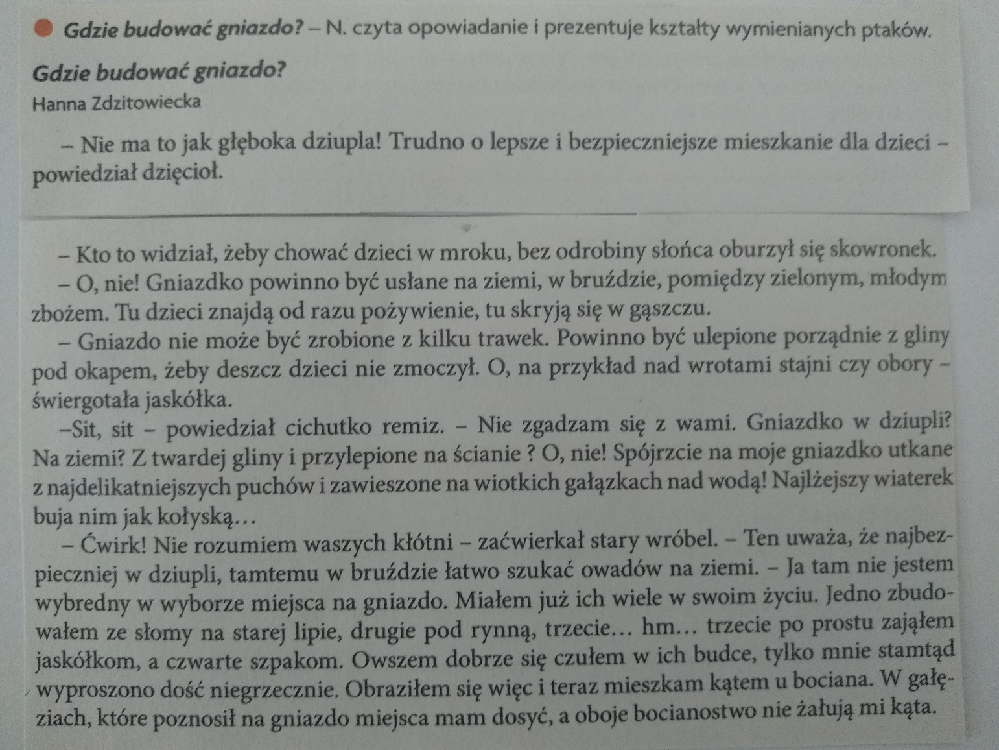 ● Gdzie budować gniazdo? – N. czyta opowiadanie i prezentuje kształty wymienianych ptaków.
Gdzie budować gniazdo?
Hanna Zdzitowiecka
– Nie ma to jak głęboka dziupla! Trudno o lepsze i bezpieczniejsze mieszkanie dla dzieci –
powiedział dzięcioł.
– Kto to widział, żeby chować dzieci w mroku, bez odrobiny słońca oburzył się skowronek.
– O, nie! Gniazdko powinno być usłane na ziemi, w bruździe, pomiędzy zielonym, młodym
zbożem. Tu dzieci znajdą od razu pożywienie, tu skryją się w gąszczu.
– Gniazdo nie może być zrobione z kilku trawek. Powinno być ulepione porządnie z gliny
pod okapem, żeby deszcz dzieci nie zmoczył. O, na przykład nad wrotami stajni czy obory –
świergotała jaskółka.
–Sit, sit – powiedział cichutko remiz. – Nie zgadzam się z wami. Gniazdko w dziupli?
Na ziemi? Z twardej gliny i przylepione na ścianie ? O, nie! Spójrzcie na moje gniazdko utkane
z najdelikatniejszych puchów i zawieszone na wiotkich gałązkach nad wodą! Najlżejszy wiaterek
buja nim jak kołyską…
– Ćwirk! Nie rozumiem waszych kłótni – zaćwierkał stary wróbel. – Ten uważa, że najbez-
pieczniej w dziupli, tamtemu w bruździe łatwo szukać owadów na ziemi. – Ja tam nie jestem
wybredny w wyborze miejsca na gniazdo. Miałem już ich wiele w swoim życiu. Jedno zbudo-
wałem ze słomy na starej lipie, drugie pod rynną, trzecie… hm… trzecie po prostu zająłem
jaskółkom, a czwarte szpakom. Owszem dobrze się czułem w ich budce, tylko mnie stamtąd
wyproszono dość niegrzecznie. Obraziłem się więc i teraz mieszkam kątem u bociana. W gałę-
ziach, które poznosił na gniazdo miejsca mam dosyć, a oboje bocianostwo nie żałują mi kąta.